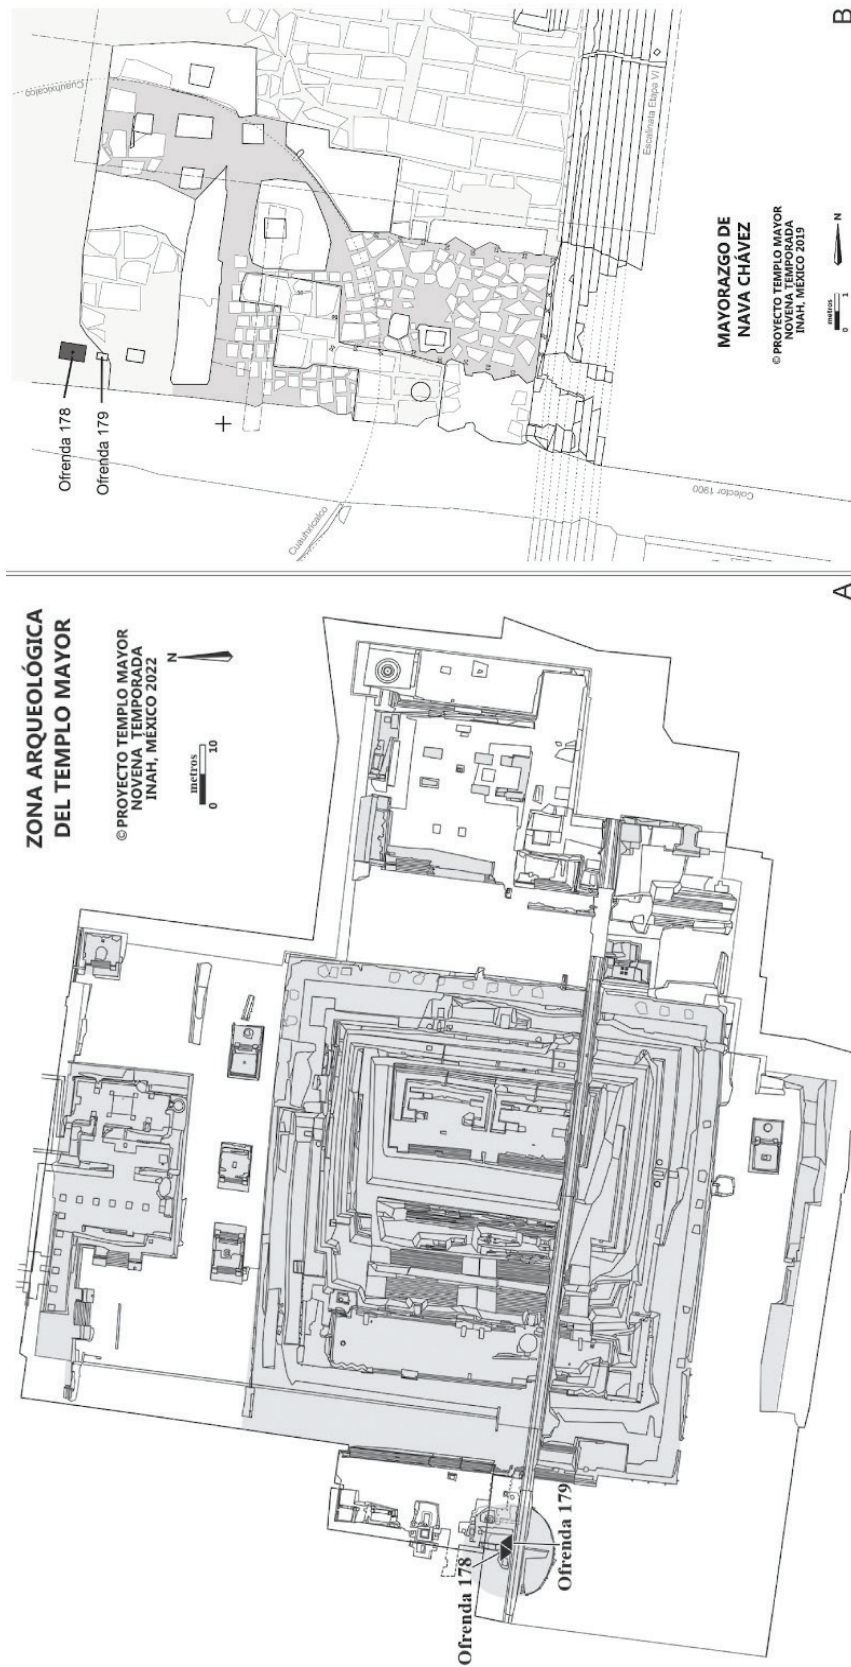 ZONA ARQUEOLÓGICA
DEL TEMPLO MAYOR
© PROYECTO TEMPLO MAYOR
NOVENA TEMPORADA
INAH, MÉXICO 2022
N
metros
0 10
Ofrenda 178
Ofrenda 179
A
Ofrenda 178
Ofrenda 179
Cuauhxicalco
Cuauhxicalco
Escalinata Etapa VI
Colector 1900
MAYORAZGO DE
NAVA CHÁVEZ
© PROYECTO TEMPLO MAYOR
NOVENA TEMPORADA
INAH, MÉXICO 2019
metros
0 1
N
B